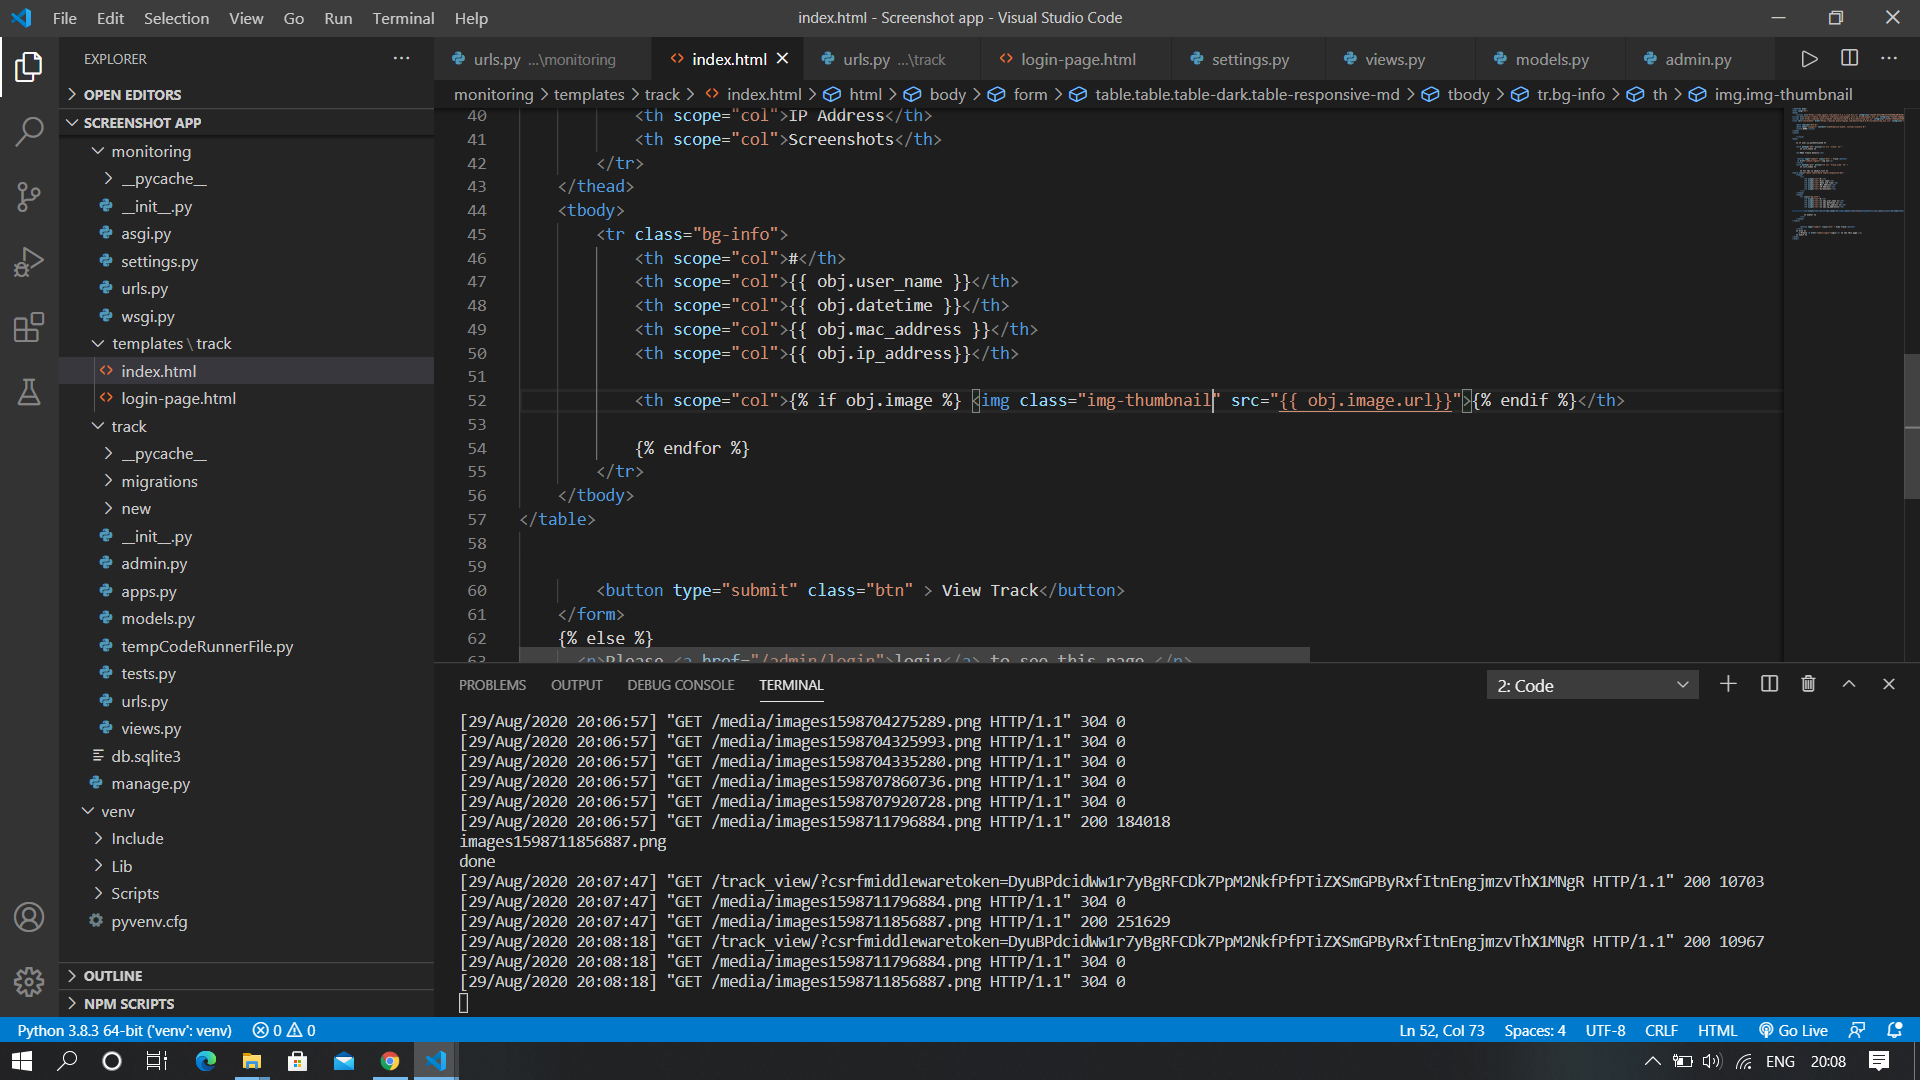 File Edit Selection View Go Run Terminal Help
index.html - Screenshot app - Visual Studio Code
EXPLORER
OPEN EDITORS
SCREENSHOT APP
monitoring
__pycache__
__init__.py
asgi.py
settings.py
urls.py
wsgi.py
templates \ track
index.html
login-page.html
track
__pycache__
migrations
new
__init__.py
admin.py
apps.py
models.py
tempCodeRunnerFile.py
tests.py
urls.py
views.py
db.sqlite3
manage.py
venv
Include
Lib
Scripts
pyvenv.cfg
OUTLINE
NPM SCRIPTS
urls.py ...\monitoring index.html urls.py ...\track login-page.html settings.py views.py models.py admin.py
monitoring > templates > track > index.html > html > body > form > table.table.table-dark.table-responsive-md > tbody > tr.bg-info > th > img.img-thumbnail
40 <th scope="col">IP Address</th>
41 <th scope="col">Screenshots</th>
42 </tr>
43 </thead>
44 <tbody>
45 <tr class="bg-info">
46 <th scope="col">#</th>
47 <th scope="col">{{ obj.user_name }}</th>
48 <th scope="col">{{ obj.datetime }}</th>
49 <th scope="col">{{ obj.mac_address }}</th>
50 <th scope="col">{{ obj.ip_address}}</th>
51
52 <th scope="col">{% if obj.image %} <img class="img-thumbnail" src="{{ obj.image.url}}">{% endif %}</th>
53
54 {% endfor %}
55 </tr>
56 </tbody>
57 </table>
58
59
60 <button type="submit" class="btn" > View Track</button>
61 </form>
62 {% else %}
63 <p>Please <a href="/admin/login">login</a> to see this page </p>
PROBLEMS OUTPUT DEBUG CONSOLE TERMINAL
2: Code
[29/Aug/2020 20:06:57] "GET /media/images1598704275289.png HTTP/1.1" 304 0
[29/Aug/2020 20:06:57] "GET /media/images1598704325993.png HTTP/1.1" 304 0
[29/Aug/2020 20:06:57] "GET /media/images1598704335280.png HTTP/1.1" 304 0
[29/Aug/2020 20:06:57] "GET /media/images1598707860736.png HTTP/1.1" 304 0
[29/Aug/2020 20:06:57] "GET /media/images1598707920728.png HTTP/1.1" 304 0
[29/Aug/2020 20:06:57] "GET /media/images1598711796884.png HTTP/1.1" 200 184018
images1598711856887.png
done
[29/Aug/2020 20:07:47] "GET /track_view/?csrfmiddlewaretoken=DyuBPdcidWw1r7yBgRFCDk7PpM2NkfPfPTiZXSmGPByRxfItnEngjmzvThX1MNgR HTTP/1.1" 200 10703
[29/Aug/2020 20:07:47] "GET /media/images1598711796884.png HTTP/1.1" 304 0
[29/Aug/2020 20:07:47] "GET /media/images1598711856887.png HTTP/1.1" 200 251629
[29/Aug/2020 20:08:18] "GET /track_view/?csrfmiddlewaretoken=DyuBPdcidWw1r7yBgRFCDk7PpM2NkfPfPTiZXSmGPByRxfItnEngjmzvThX1MNgR HTTP/1.1" 200 10967
[29/Aug/2020 20:08:18] "GET /media/images1598711796884.png HTTP/1.1" 304 0
[29/Aug/2020 20:08:18] "GET /media/images1598711856887.png HTTP/1.1" 304 0
Python 3.8.3 64-bit ('venv': venv) 0 0
Ln 52, Col 73 Spaces: 4 UTF-8 CRLF HTML Go Live
ENG 20:08